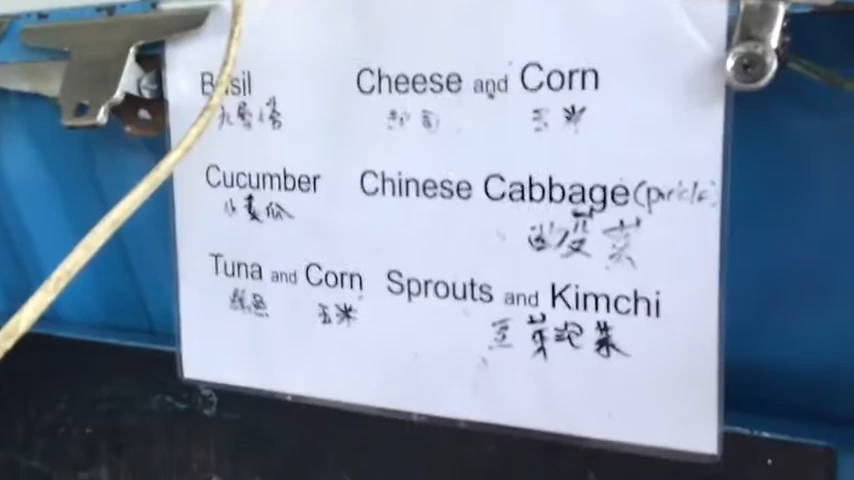 Basil
九層塔
Cheese and Corn
起司 玉米
Cucumber
小黃瓜
Chinese Cabbage
酸菜
Tuna and Corn
鮪魚 玉米
Sprouts and Kimchi
豆芽泡菜